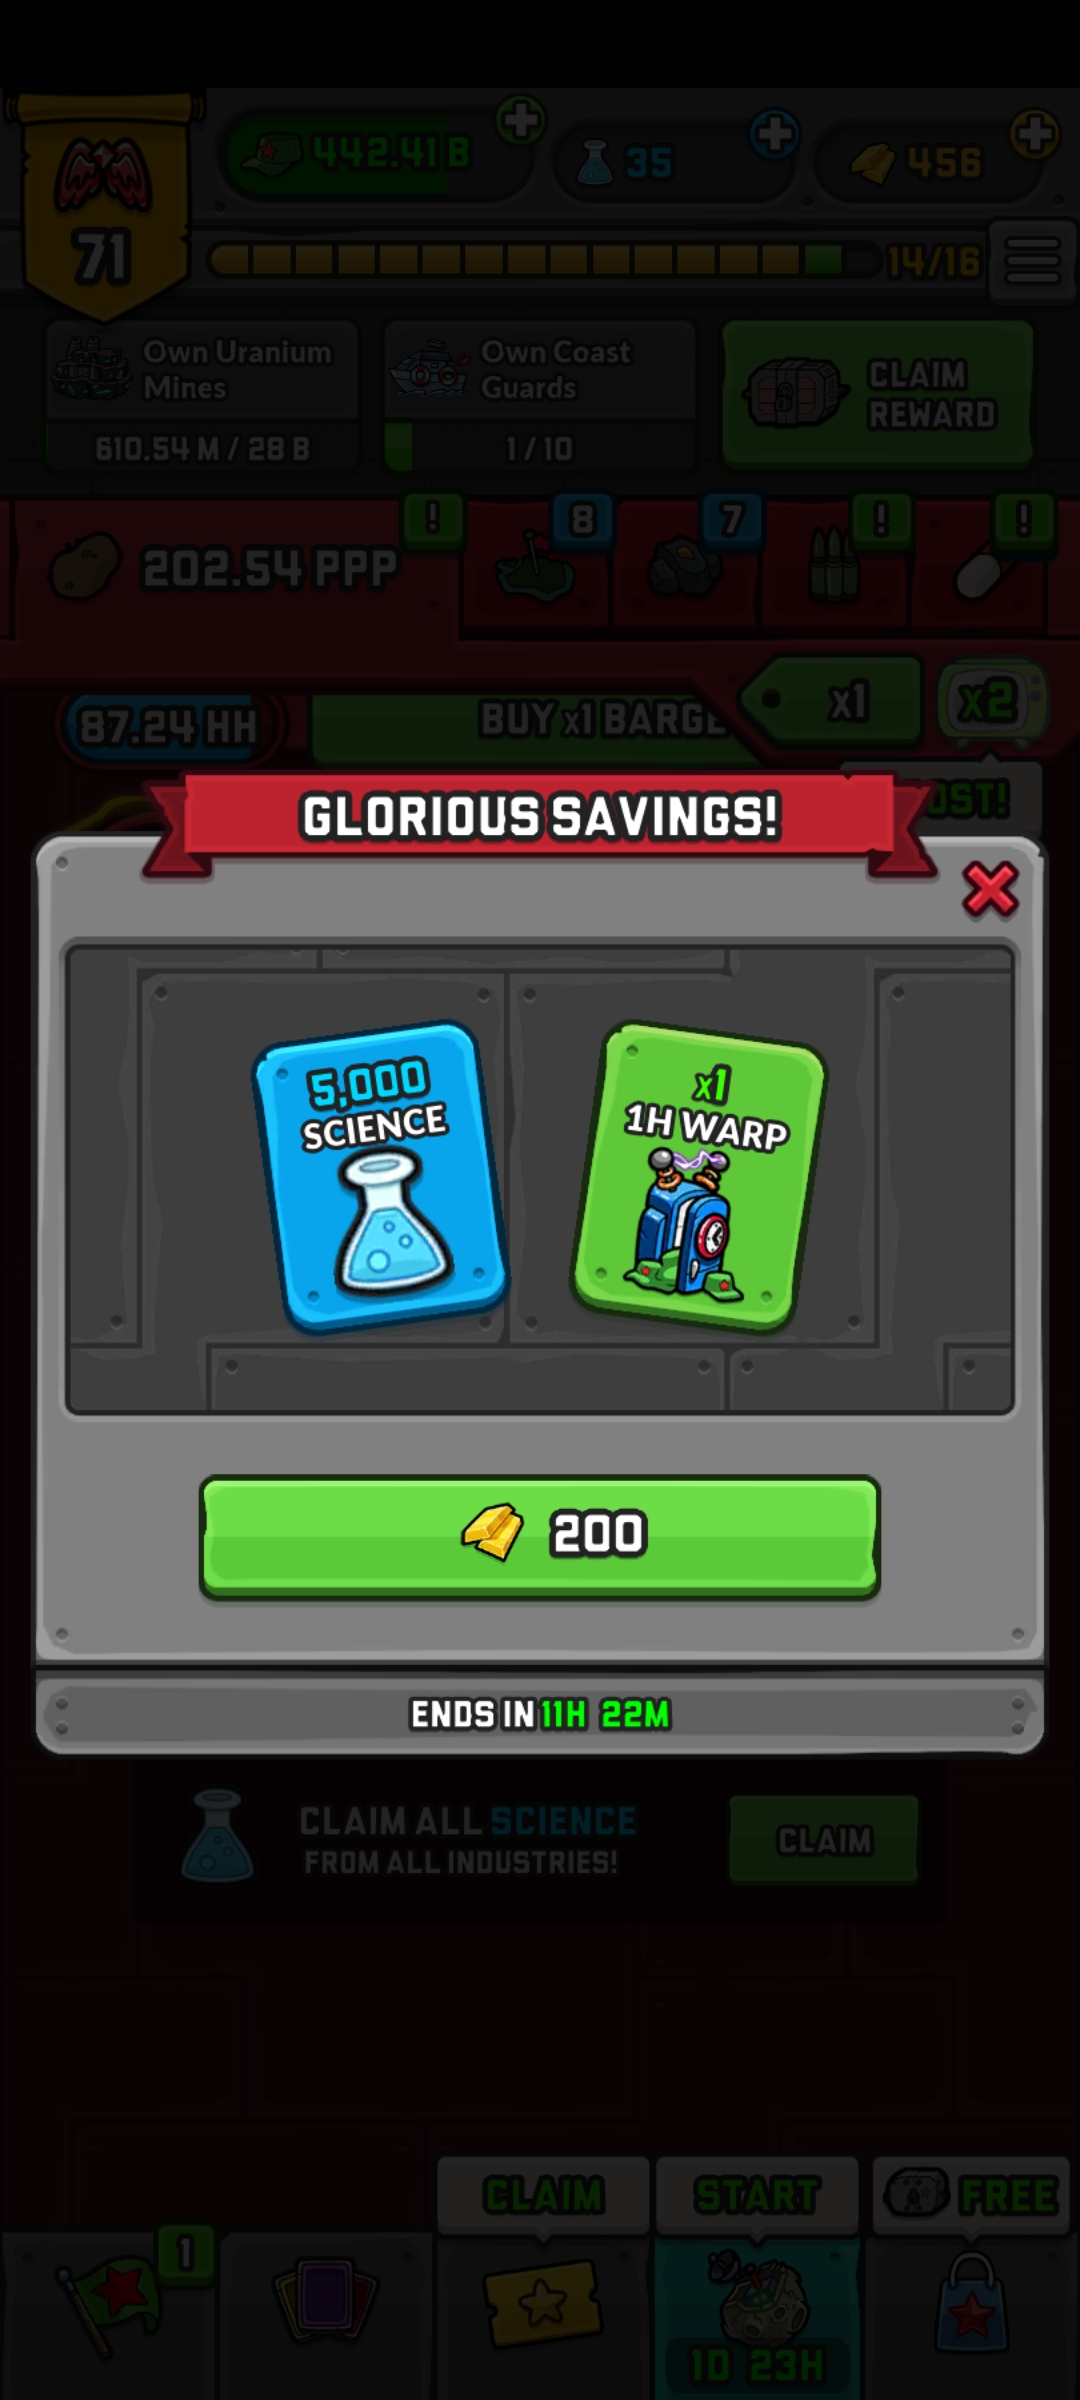 442.41 B
35
456
71
14/16
Own Uranium
Mines
610.54 M / 28 B
Own Coast
Guards
1 / 10
CLAIM
REWARD
202.54 PPP
!
8
7
!
!
87.24 HH
BUY x1 BARGE
x1
x2
GLORIOUS SAVINGS!
5,000
SCIENCE
x1
1H WARP
200
ENDS IN 11H 22M
CLAIM ALL SCIENCE
FROM ALL INDUSTRIES!
CLAIM
CLAIM
START
FREE
1
1D 23H